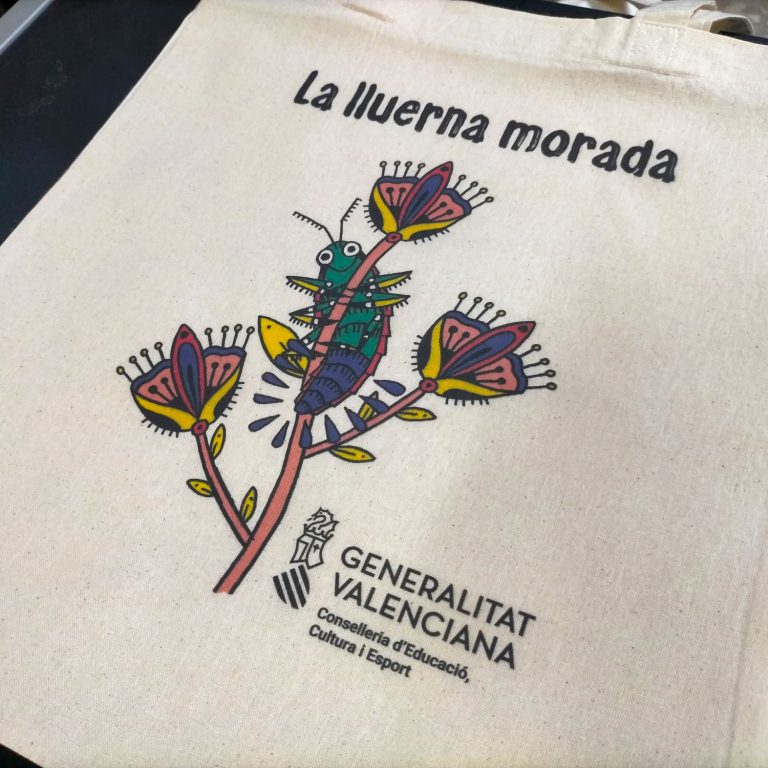 La lluerna morada
GENERALITAT
VALENCIANA
Conselleria d'Educació,
Cultura i Esport